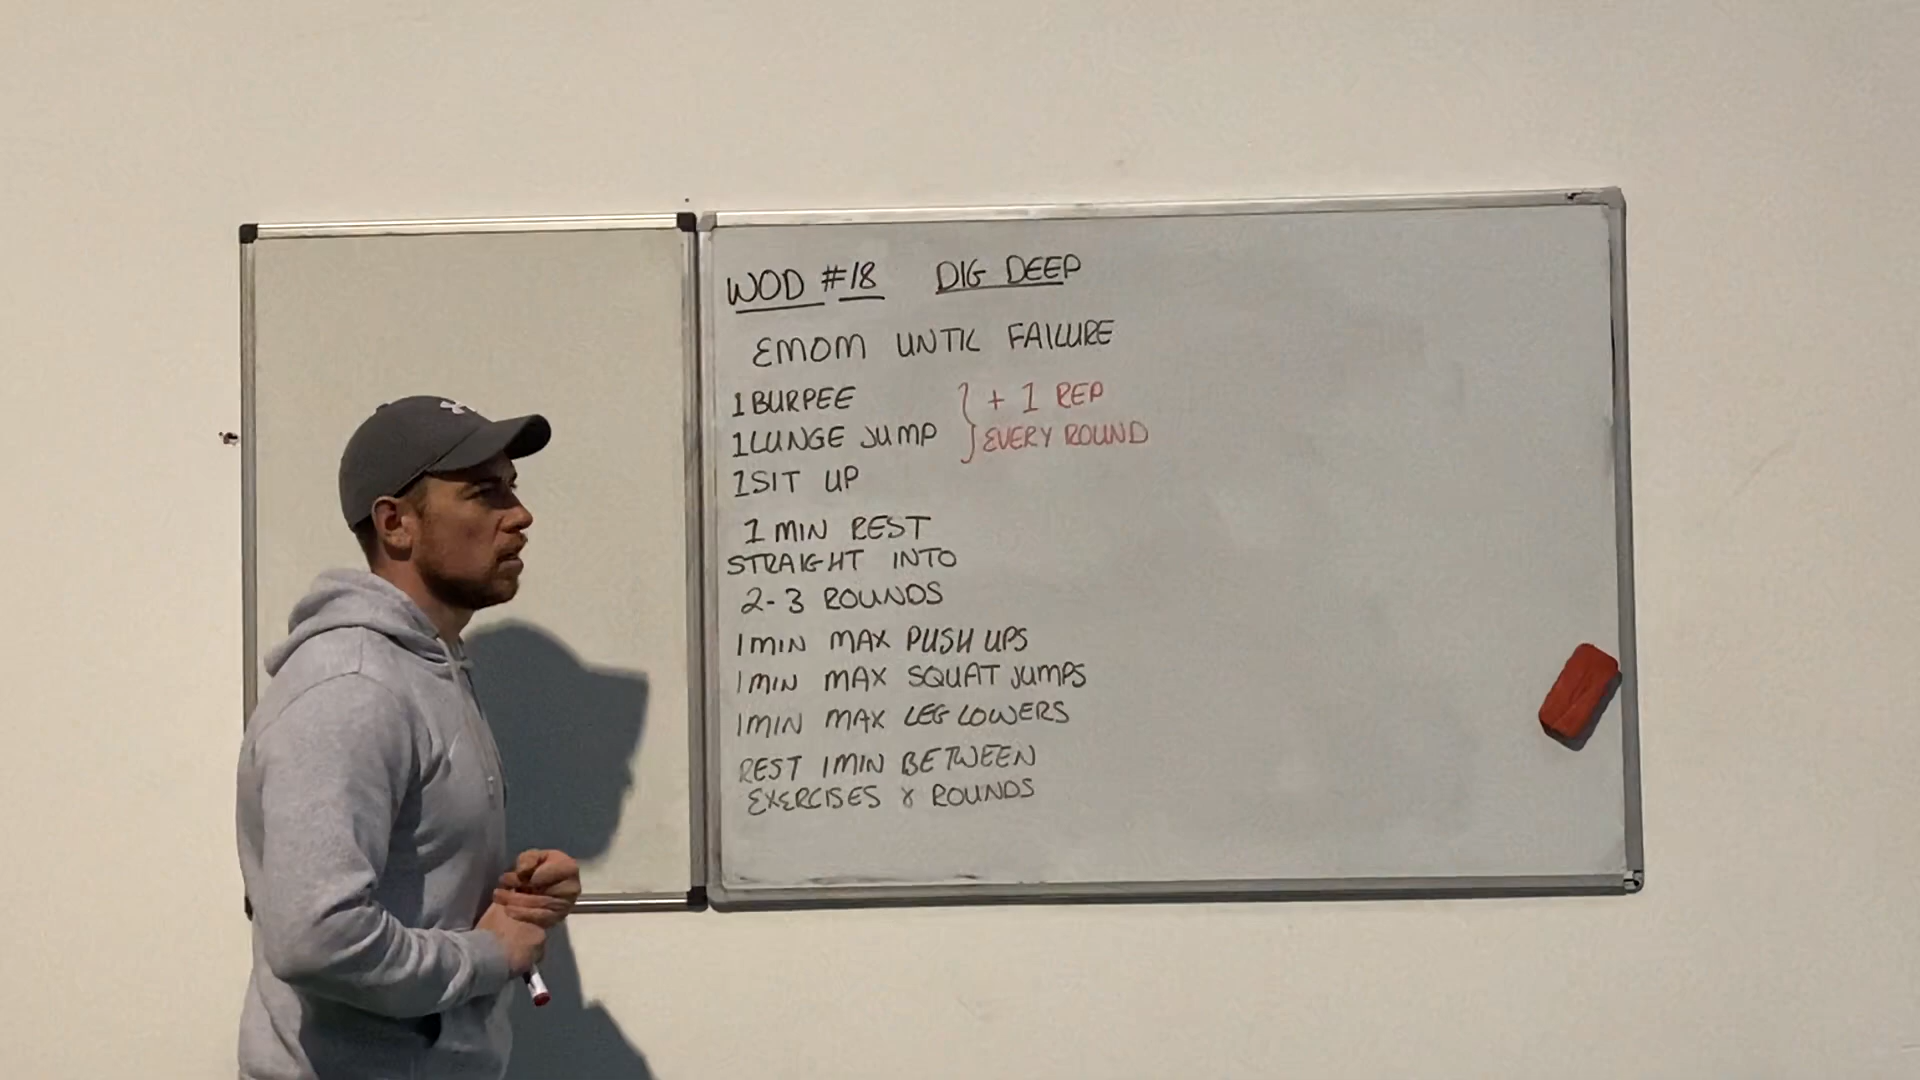 WOD #18 DIG DEEP
EMOM UNTIL FAILURE
1 BURPEE } + 1 REP
1 LUNGE JUMP } EVERY ROUND
1 SIT UP
1 MIN REST
STRAIGHT INTO
2-3 ROUNDS
1 MIN MAX PUSH UPS
1 MIN MAX SQUAT JUMPS
1 MIN MAX LEG LOWERS
REST 1 MIN BETWEEN
EXERCISES & ROUNDS